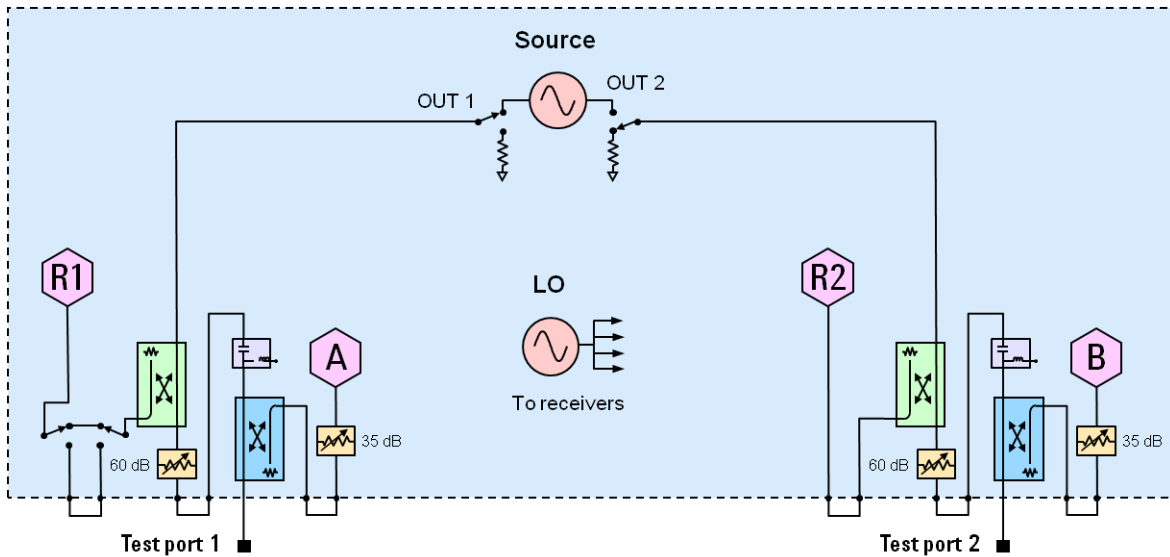 Source
OUT 1
OUT 2
R1
LO
R2
A
B
To receivers
60 dB
35 dB
60 dB
35 dB
Test port 1
Test port 2